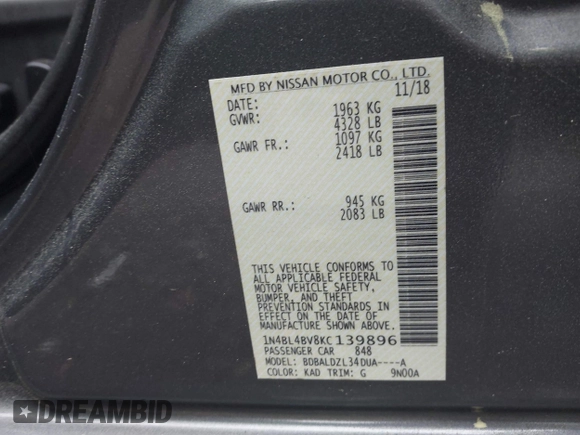 MFD BY NISSAN MOTOR CO., LTD.
DATE: 11/18
GVWR: 1963 KG
4328 LB
GAWR FR.: 1097 KG
2418 LB
GAWR RR.: 945 KG
2083 LB
THIS VEHICLE CONFORMS TO
ALL APPLICABLE FEDERAL
MOTOR VEHICLE SAFETY,
BUMPER, AND THEFT
PREVENTION STANDARDS IN
EFFECT ON THE DATE OF
MANUFACTURE SHOWN ABOVE.
1N4BL4BV8KC139896
PASSENGER CAR 848
MODEL: BDBALDZL34DUA----A
COLOR: KAD TRIM: G 9N00A
DREAMBID